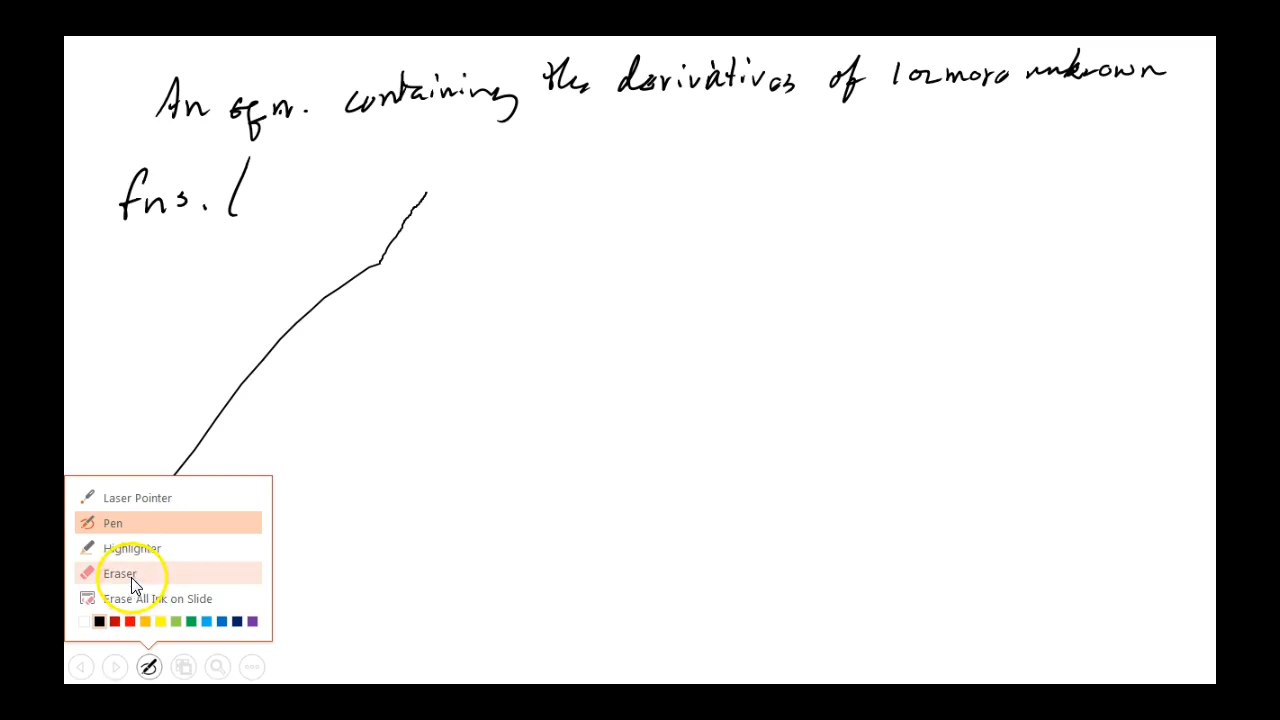 An eqn. containing the derivatives of 1 or more unknown
fns. (
Laser Pointer
Pen
Highlighter
Eraser
Erase All Ink on Slide